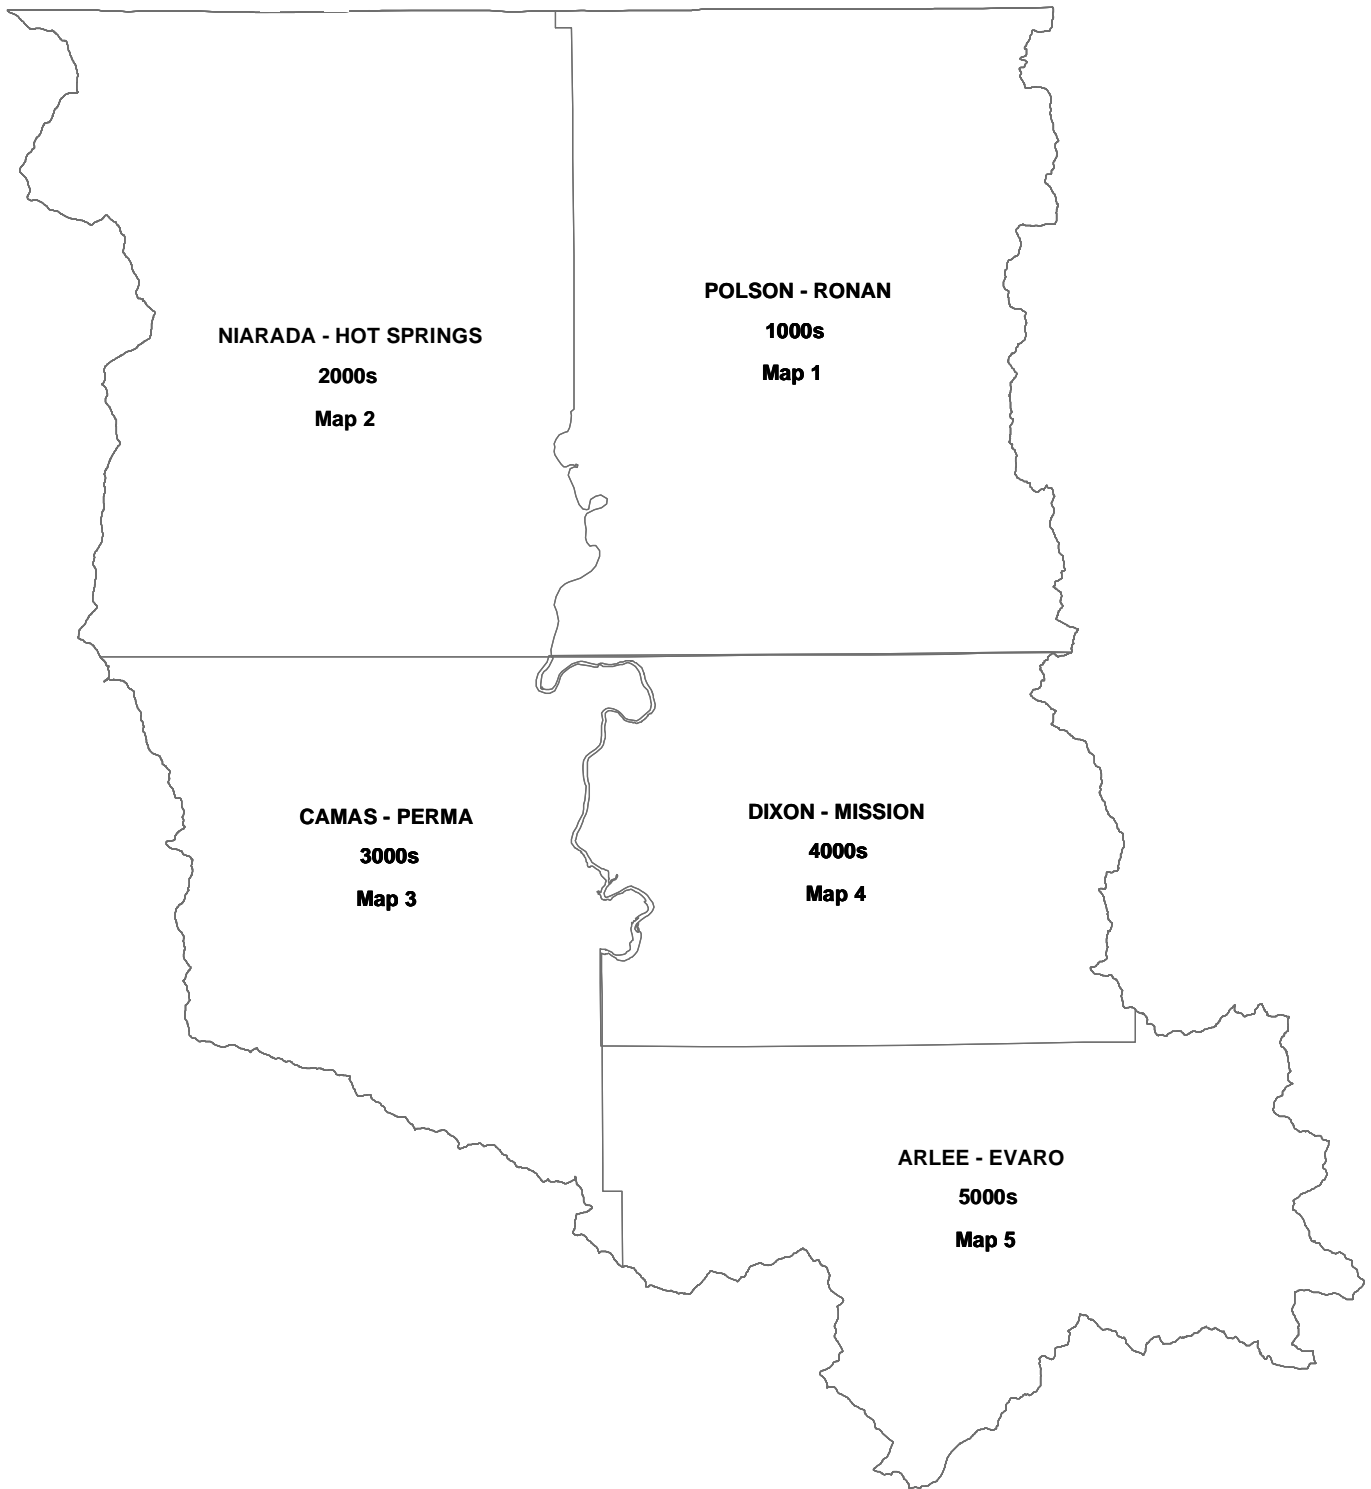 POLSON - RONAN
1000s
Map 1
NIARADA - HOT SPRINGS
2000s
Map 2
CAMAS - PERMA
3000s
Map 3
DIXON - MISSION
4000s
Map 4
ARLEE - EVARO
5000s
Map 5